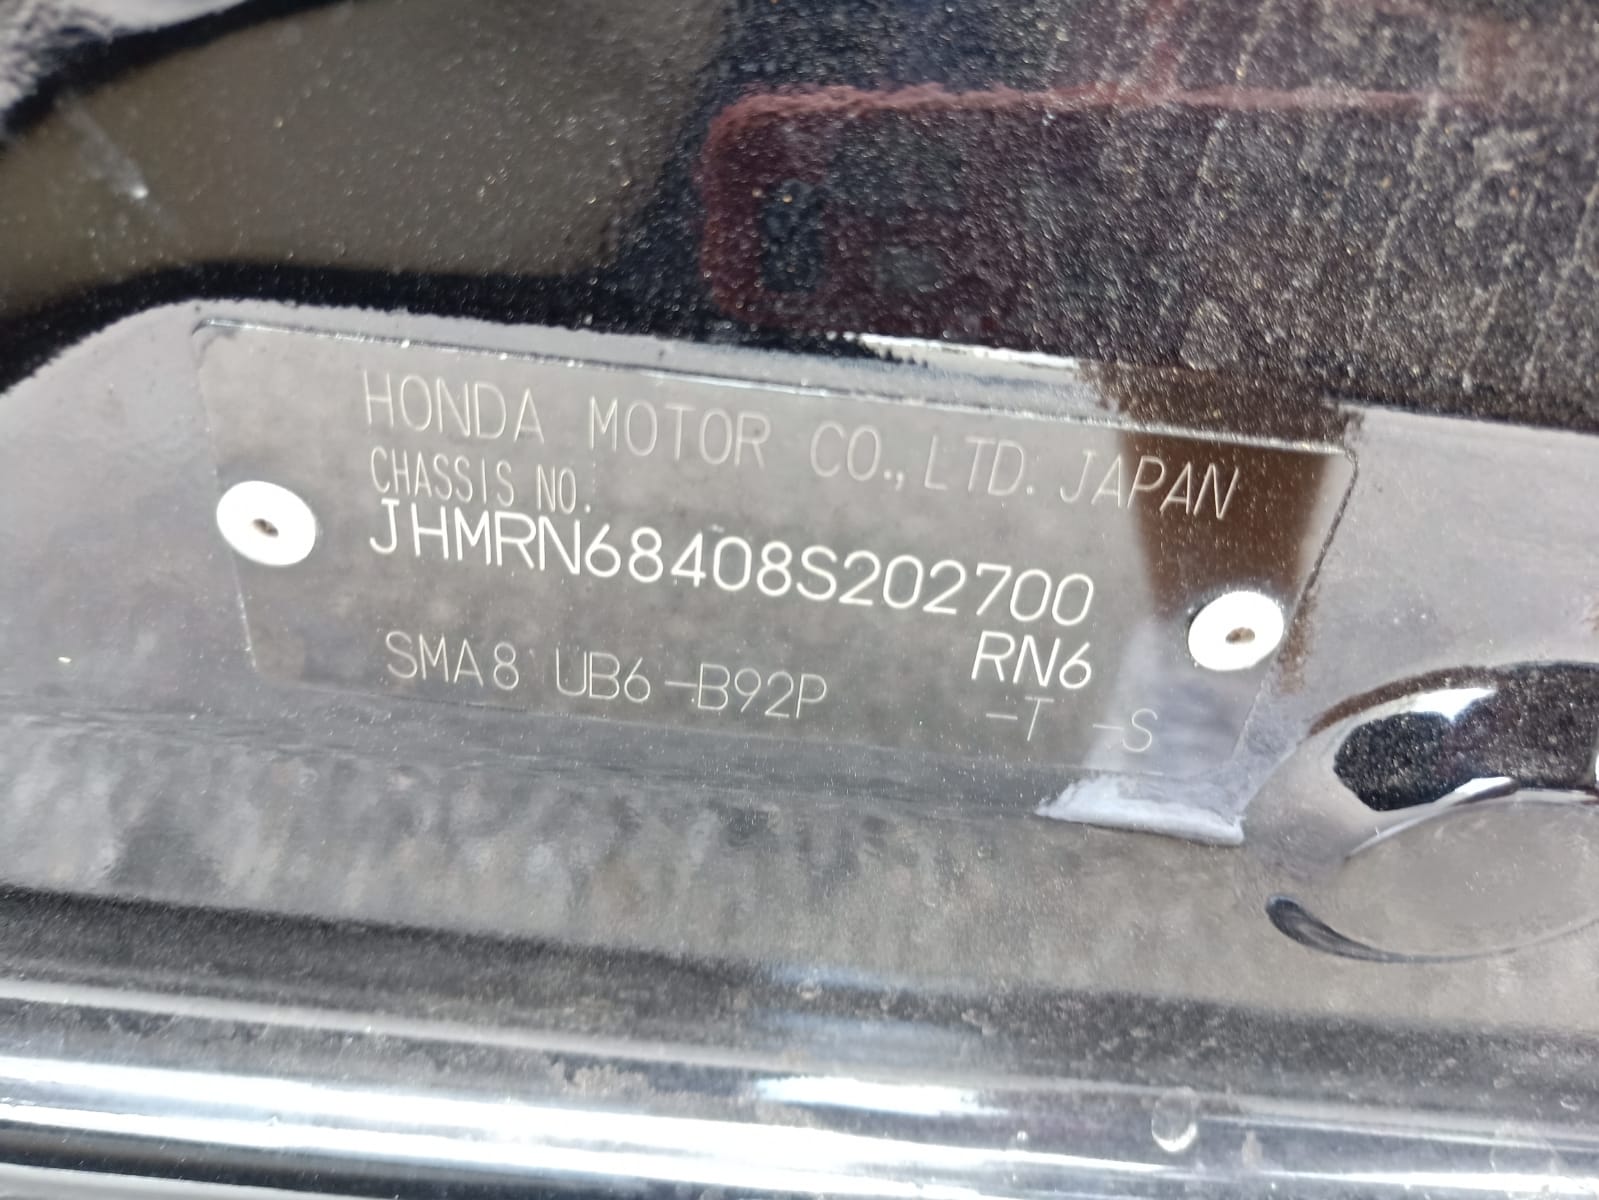 HONDA MOTOR CO., LTD. JAPAN
CHASSIS NO.
JHMRN68408S202700
RN6
SMA8 UB6-B92P -T -S